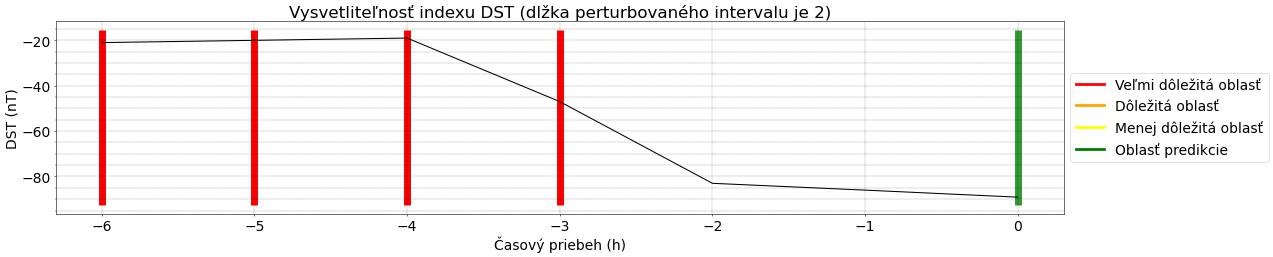 Vysvetliteľnosť indexu DST (dĺžka perturbovaného intervalu je 2)
−20
−40
−60
−80
DST (nT)
−6 −5 −4 −3 −2 −1 0
Časový priebeh (h)
Veľmi dôležitá oblasť
Dôležitá oblasť
Menej dôležitá oblasť
Oblasť predikcie